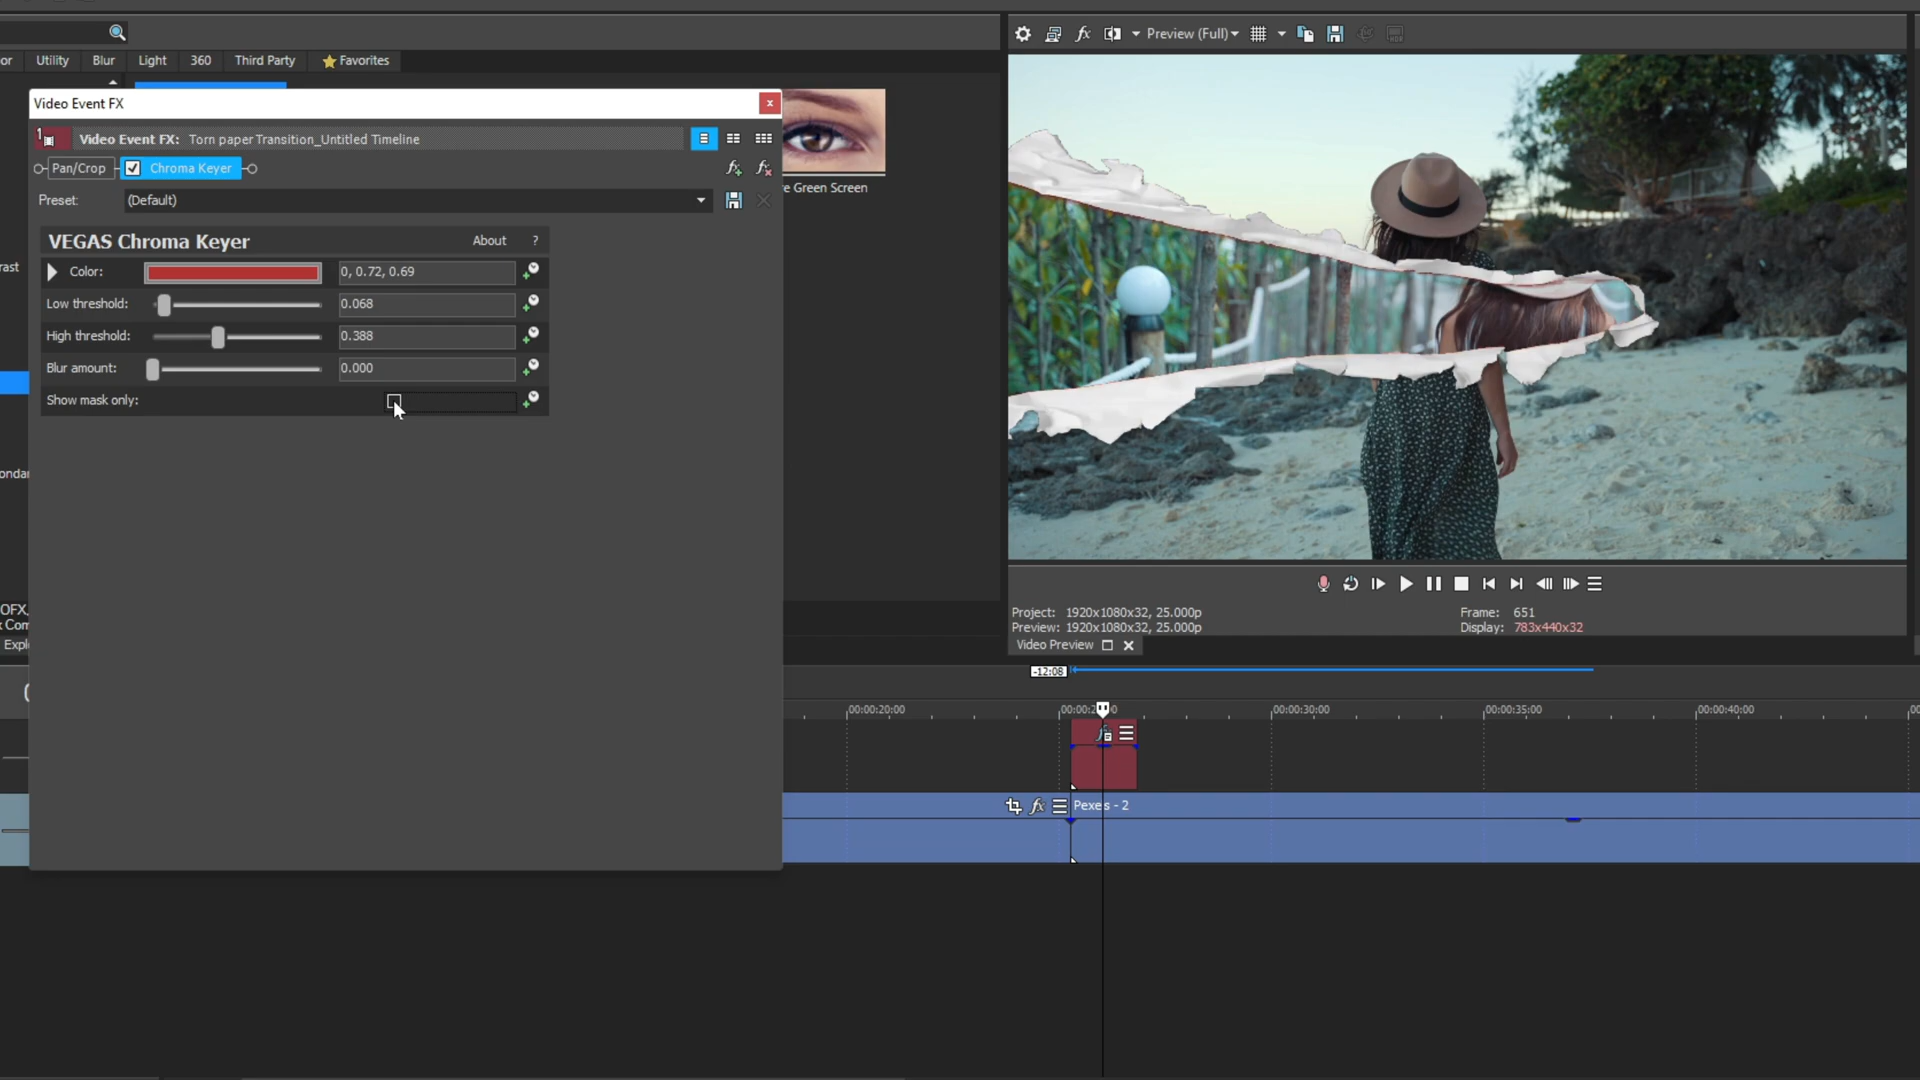 or Utility Blur Light 360 Third Party Favorites
Preview (Full)
Video Event FX
x
1
Video Event FX: Torn paper Transition_Untitled Timeline
Pan/Crop Chroma Keyer
e Green Screen
Preset: (Default)
VEGAS Chroma Keyer About ?
Color: 0, 0.72, 0.69
rast
Low threshold: 0.068
High threshold: 0.388
Blur amount: 0.000
Show mask only:
ondar
OFX,
x Com
Expl
Project: 1920x1080x32, 25.000p
Preview: 1920x1080x32, 25.000p
Frame: 651
Display: 783x440x32
Video Preview
-12:08
00:00:20:00 00:00:30:00 00:00:35:00 00:00:40:00
Pexels - 2